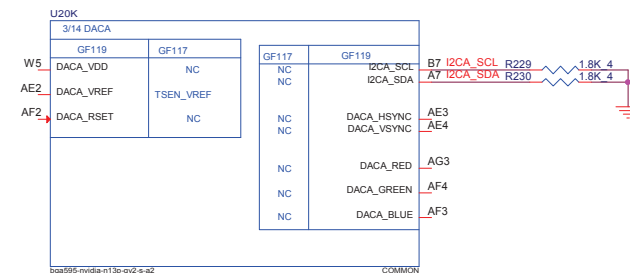 U20K
3/14 DACA
GF119 GF117
W5 DACA_VDD NC
AE2 DACA_VREF TSEN_VREF
AF2 DACA_RSET NC
GF117 GF119
NC I2CA_SCL B7 I2CA_SCL R229 1.8K_4
NC I2CA_SDA A7 I2CA_SDA R230 1.8K_4
NC DACA_HSYNC AE3
NC DACA_VSYNC AE4
NC DACA_RED AG3
NC DACA_GREEN AF4
NC DACA_BLUE AF3
bga595-nvidia-n13p-gv2-s-a2 COMMON